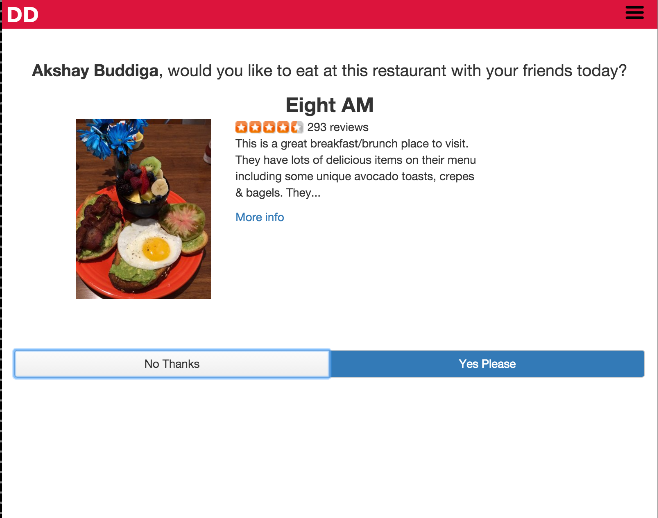 DD
Akshay Buddiga, would you like to eat at this restaurant with your friends today?
Eight AM
293 reviews
This is a great breakfast/brunch place to visit.
They have lots of delicious items on their menu
including some unique avocado toasts, crepes
& bagels. They...
More info
No Thanks
Yes Please